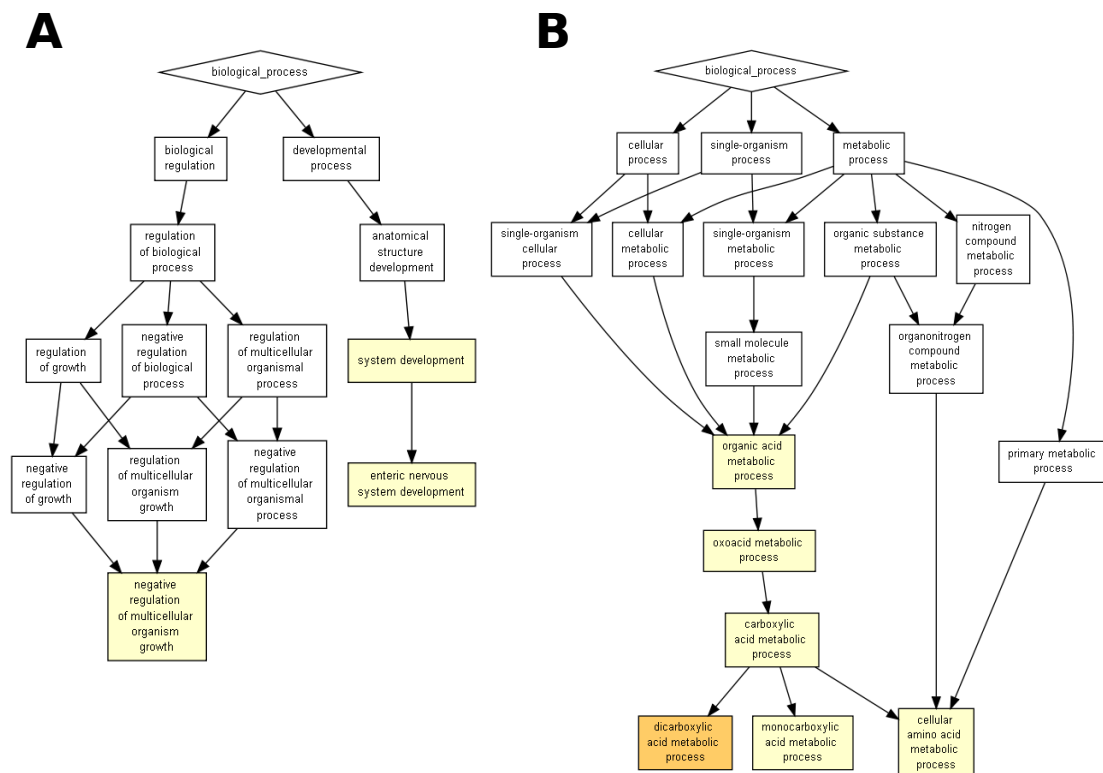 A
biological_process
biological
regulation
developmental
process
regulation
of biological
process
anatomical
structure
development
regulation
of growth
negative
regulation
of biological
process
regulation
of multicellular
organismal
process
system development
negative
regulation
of growth
regulation
of multicellular
organism
growth
negative
regulation
of multicellular
organismal
process
enteric nervous
system development
negative
regulation
of multicellular
organism
growth
B
biological_process
cellular
process
single-organism
process
metabolic
process
single-organism
cellular
process
cellular
metabolic
process
single-organism
metabolic
process
organic substance
metabolic
process
nitrogen
compound
metabolic
process
small molecule
metabolic
process
organonitrogen
compound
metabolic
process
organic acid
metabolic
process
primary metabolic
process
oxoacid metabolic
process
carboxylic
acid metabolic
process
dicarboxylic
acid metabolic
process
monocarboxylic
acid metabolic
process
cellular
amino acid
metabolic
process